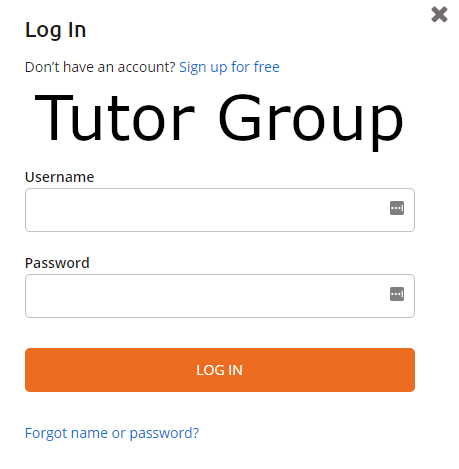 Log In
Don’t have an account? Sign up for free
Tutor Group
Username
Password
LOG IN
Forgot name or password?